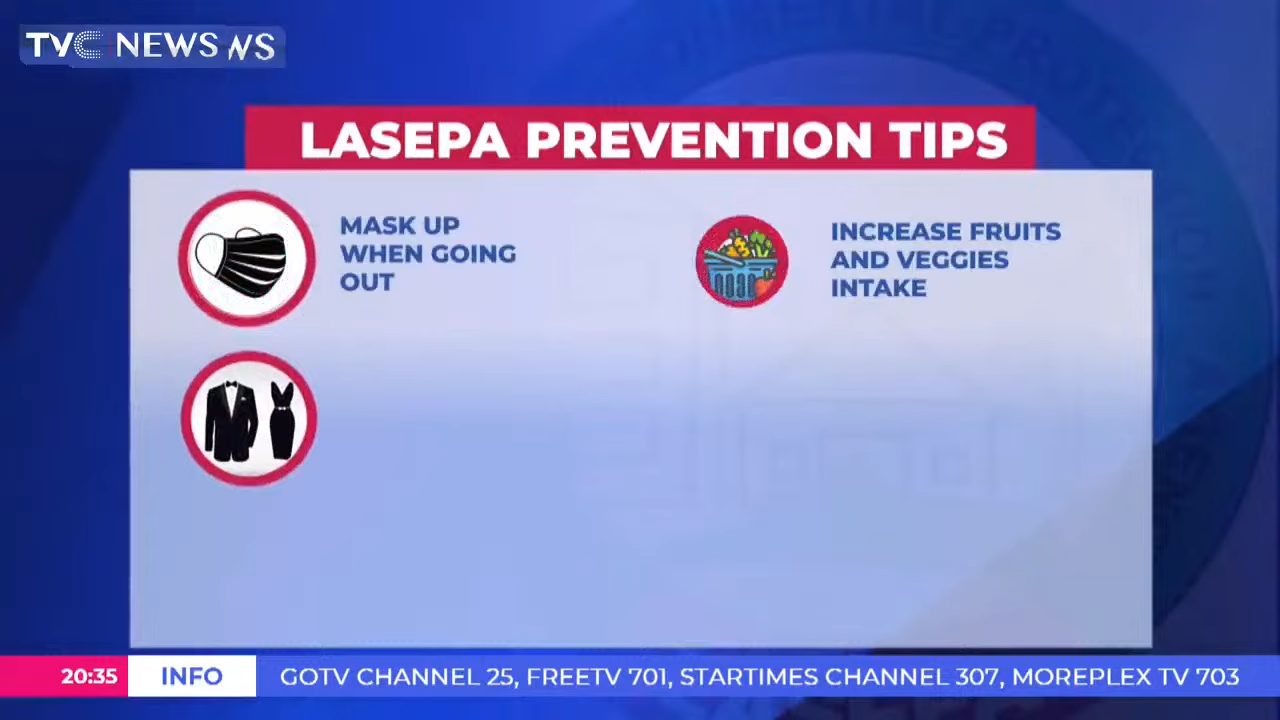 TVC NEWS NS
LASEPA PREVENTION TIPS
MASK UP
WHEN GOING
OUT
INCREASE FRUITS
AND VEGGIES
INTAKE
20:35 INFO GOTV CHANNEL 25, FREETV 701, STARTIMES CHANNEL 307, MOREPLEX TV 703